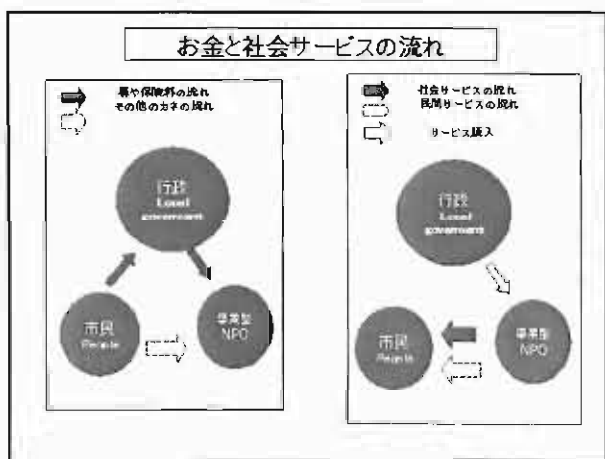 お金と社会サービスの流れ
税や保険料の流れ
その他のカネの流れ
行政
Local
government
市民
People
事業型
NPO
社会サービスの流れ
民間サービスの流れ
サービス購入
行政
Local
government
市民
People
事業型
NPO